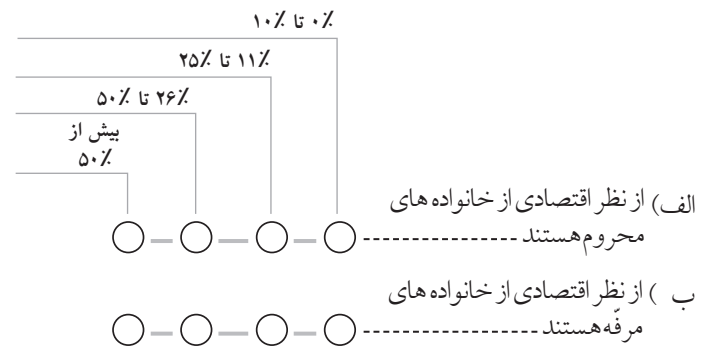 ۰٪ تا ۱۰٪
۱۱٪ تا ۲۵٪
۲۶٪ تا ۵۰٪
بیش از
۵۰٪
الف) از نظر اقتصادی از خانواده های
محروم هستند
ب ) از نظر اقتصادی از خانواده های
مرفّه هستند